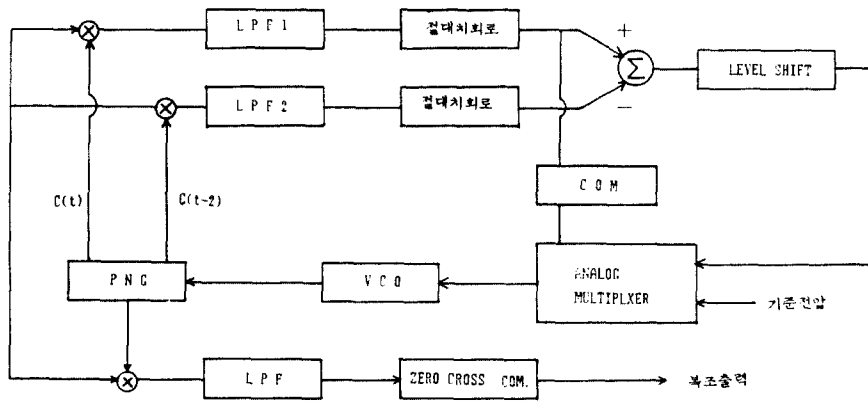 L P F 1
절대치회로
+
Σ
LEVEL SHIFT
L P F 2
절대치회로
−
C O M
C(t)
C(t-2)
P N G
V C O
ANALOG
MULTIPLXER
기준전압
L P F
ZERO CROSS COM.
복조출력